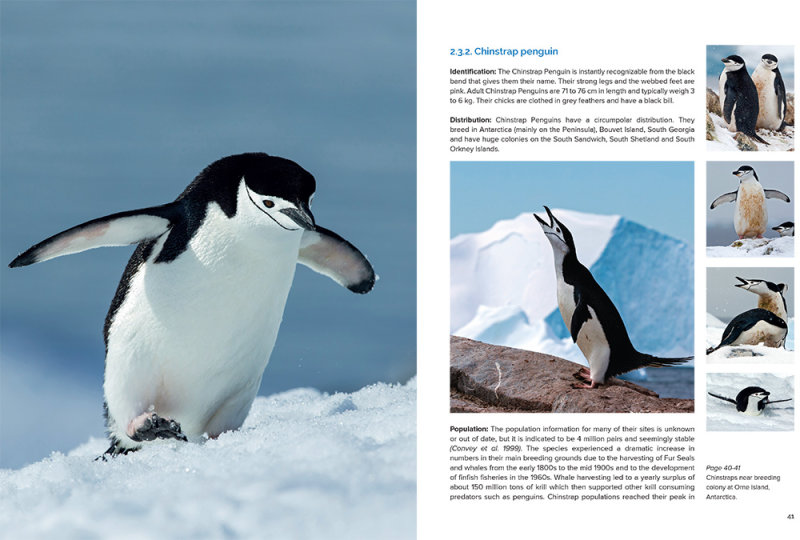 2.3.2. Chinstrap penguin
Identification: The Chinstrap Penguin is instantly recognizable from the black
band that gives them their name. Their strong legs and the webbed feet are
pink. Adult Chinstrap Penguins are 71 to 76 cm in length and typically weigh 3
to 6 kg. Their chicks are clothed in grey feathers and have a black bill.
Distribution: Chinstrap Penguins have a circumpolar distribution. They
breed in Antarctica (mainly on the Peninsula), Bouvet Island, South Georgia
and have huge colonies on the South Sandwich, South Shetland and South
Orkney Islands.
Population: The population information for many of their sites is unknown
or out of date, but it is indicated to be 4 million pairs and seemingly stable
(Convey et al. 1999). The species experienced a dramatic increase in
numbers in their main breeding grounds due to the harvesting of Fur Seals
and whales from the early 1800s to the mid 1900s and to the development
of finfish fisheries in the 1960s. Whale harvesting led to a yearly surplus of
about 150 million tons of krill which then supported other krill consuming
predators such as penguins. Chinstrap populations reached their peak in
Page 40-41
Chinstraps near breeding
colony at Orne Island,
Antarctica.
41